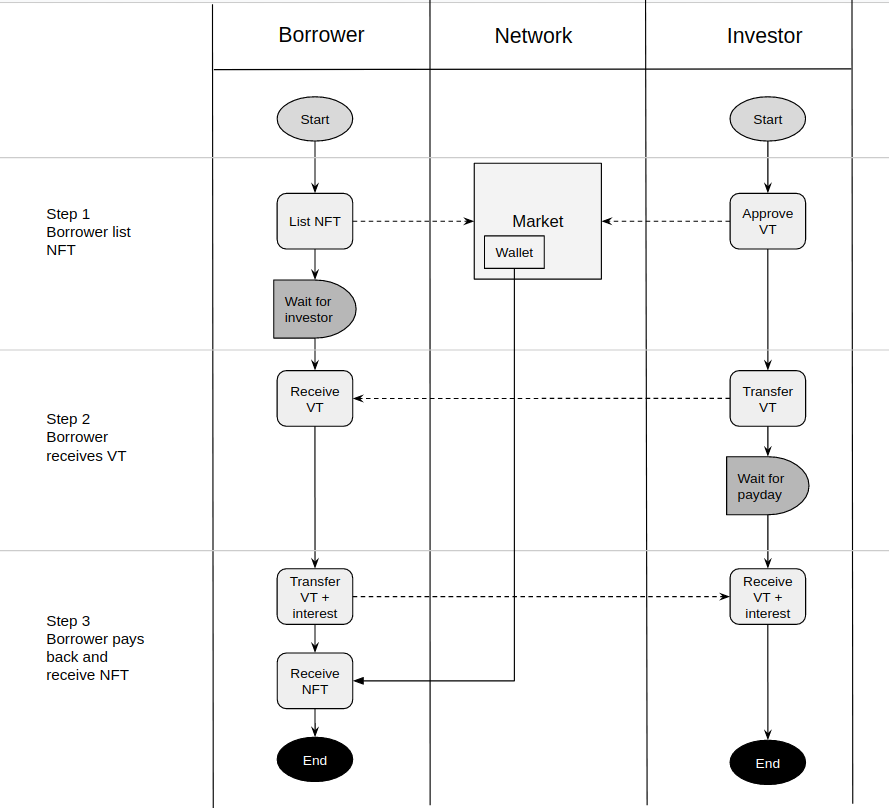 Borrower
Network
Investor
Start
Start
Step 1
Borrower list
NFT
List NFT
Market
Wallet
Approve
VT
Wait for
investor
Step 2
Borrower
receives VT
Receive
VT
Transfer
VT
Wait for
payday
Step 3
Borrower pays
back and
receive NFT
Transfer
VT +
interest
Receive
VT +
interest
Receive
NFT
End
End